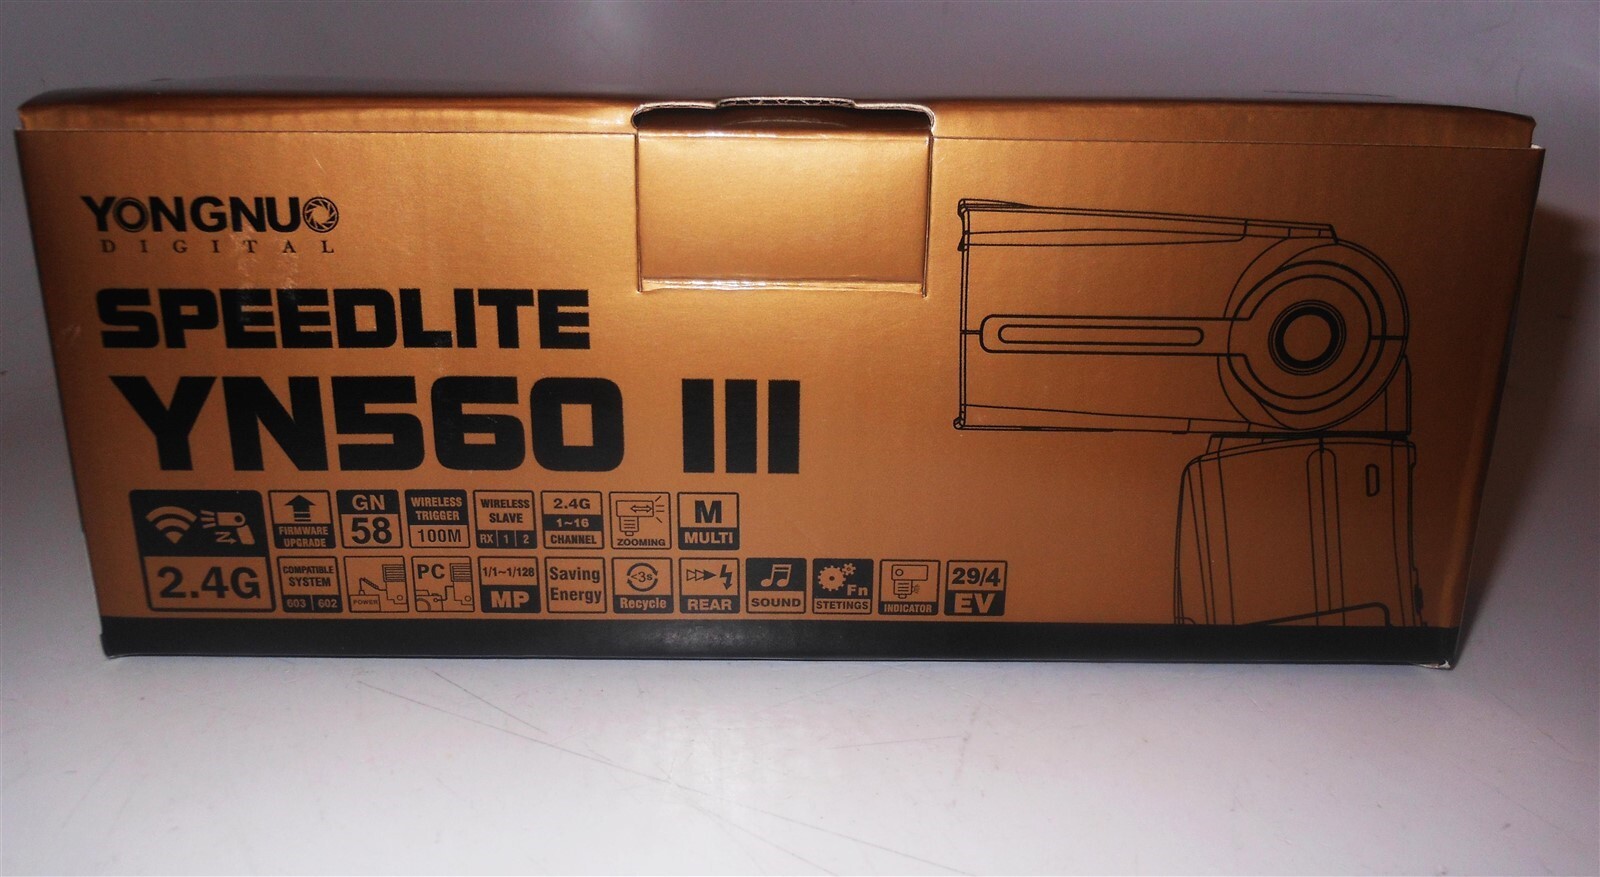 YONGNUO
DIGITAL
SPEEDLITE
YN560 III
2.4G
FIRMWARE
UPGRADE
GN
58
WIRELESS
TRIGGER
100M
WIRELESS
SLAVE
RX 1 2
2.4G
1~16
CHANNEL
ZOOMING
M
MULTI
COMPATIBLE
SYSTEM
603 602
POWER
PC
1/1~1/128
MP
Saving
Energy
<3s
Recycle
REAR
SOUND
Fn
STETINGS
INDICATOR
29/4
EV